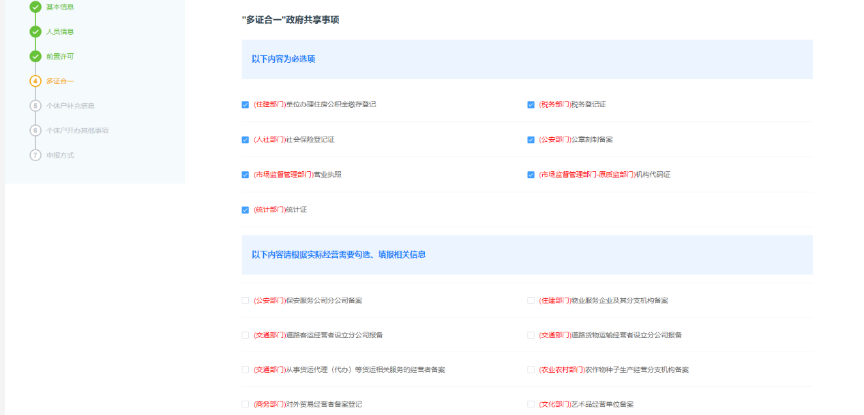 基本信息
人员信息
前置许可
4 多证合一
5 个体户补充信息
6 个体户开办其他事项
7 申报方式
"多证合一"政府共享事项
以下内容为必选项
(住建部门)单位办理住房公积金缴存登记
(税务部门)税务登记证
(人社部门)社会保险登记证
(公安部门)公章刻制备案
(市场监督管理部门)营业执照
(市场监督管理部门-原质监部门)机构代码证
(统计部门)统计证
以下内容请根据实际经营需要勾选、填报相关信息
(公安部门)保安服务公司分公司备案
(住建部门)物业服务企业及其分支机构备案
(交通部门)道路客运经营者设立分公司报备
(交通部门)道路货物运输经营者设立分公司报备
(交通部门)从事货运代理（代办）等货运相关服务的经营者备案
(农业农村部门)农作物种子生产经营分支机构备案
(商务部门)对外贸易经营者备案登记
(文化部门)艺术品经营单位备案